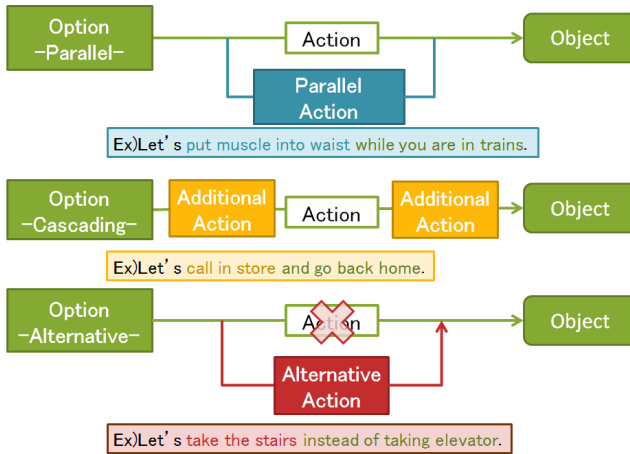 Option
-Parallel-
Action
Object
Parallel
Action
Ex)Let's put muscle into waist while you are in trains.
Option
-Cascading-
Additional
Action
Action
Additional
Action
Object
Ex)Let's call in store and go back home.
Option
-Alternative-
Action
Object
Alternative
Action
Ex)Let's take the stairs instead of taking elevator.